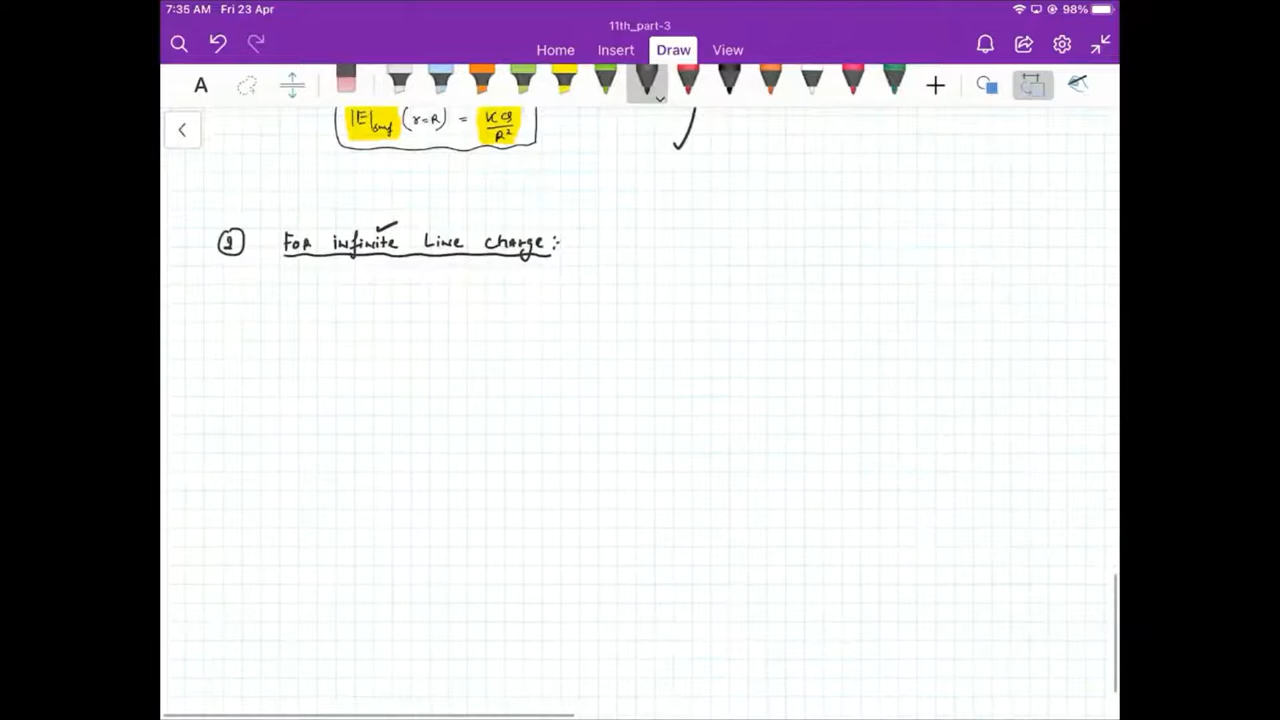 7:35 AM Fri 23 Apr
98%
11th_part-3
Home Insert Draw View
A
|E|surf (r=R) = KQ/R²
② For infinite Line charge: